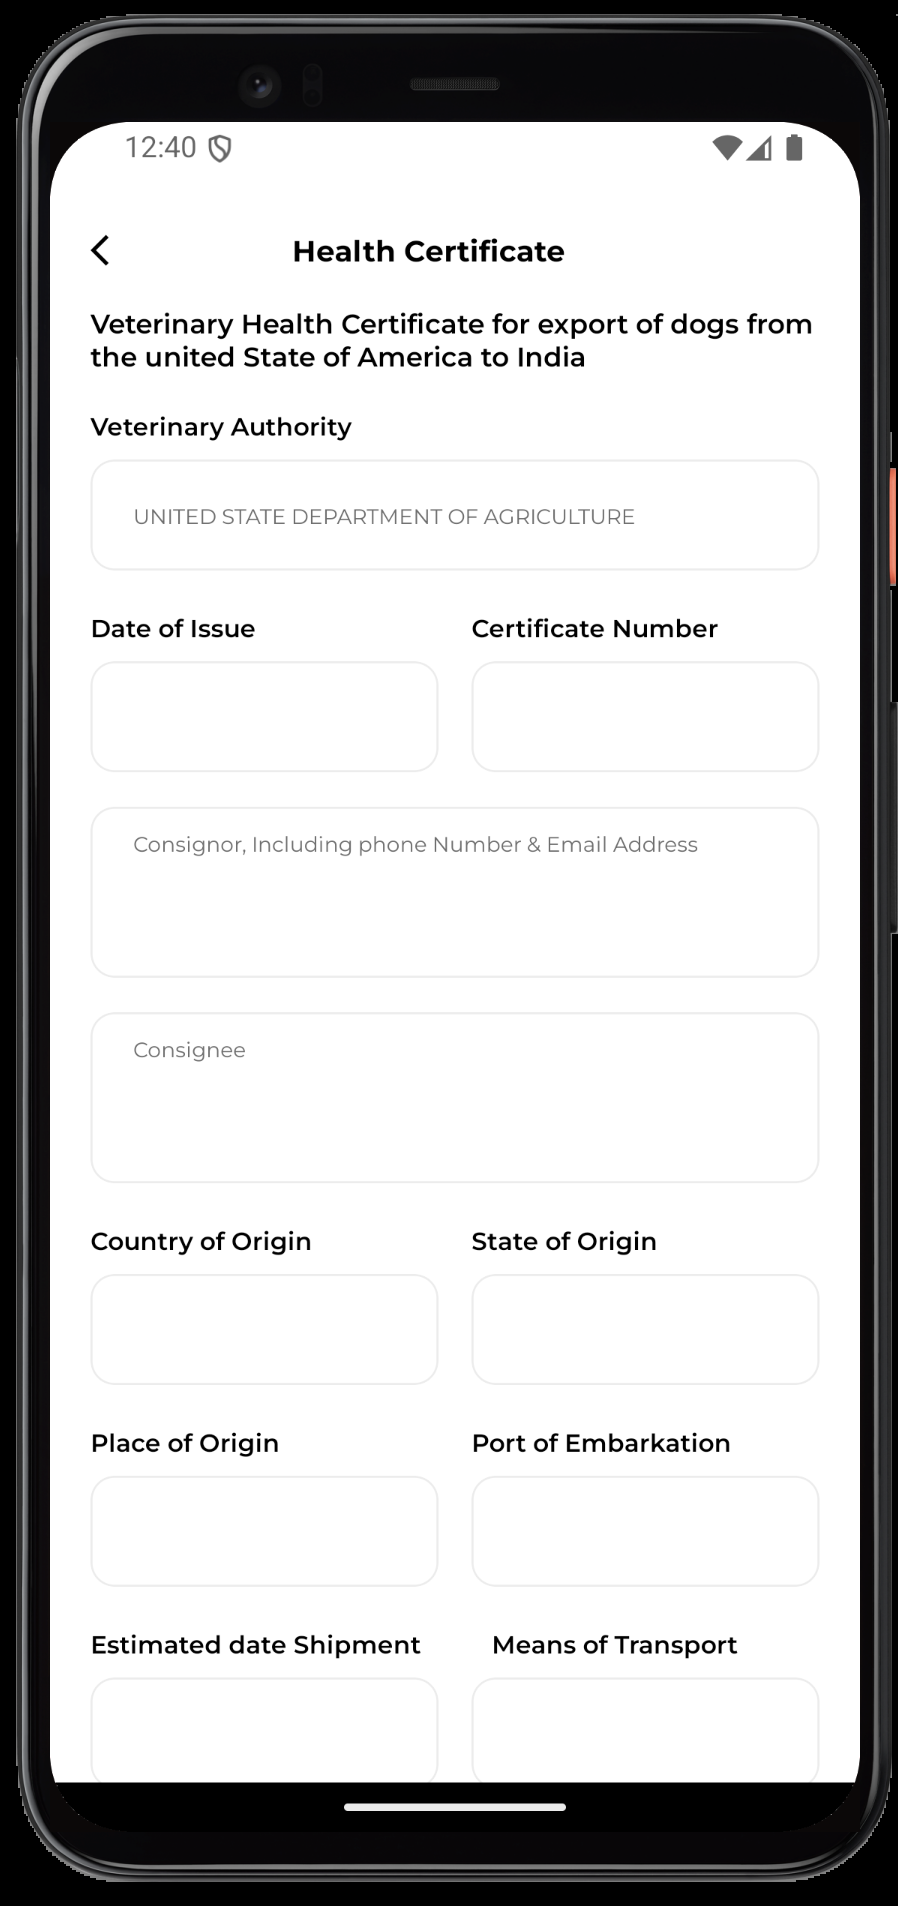 12:40
Health Certificate
Veterinary Health Certificate for export of dogs from
the united State of America to India
Veterinary Authority
UNITED STATE DEPARTMENT OF AGRICULTURE
Date of Issue Certificate Number
Consignor, Including phone Number & Email Address
Consignee
Country of Origin State of Origin
Place of Origin Port of Embarkation
Estimated date Shipment Means of Transport